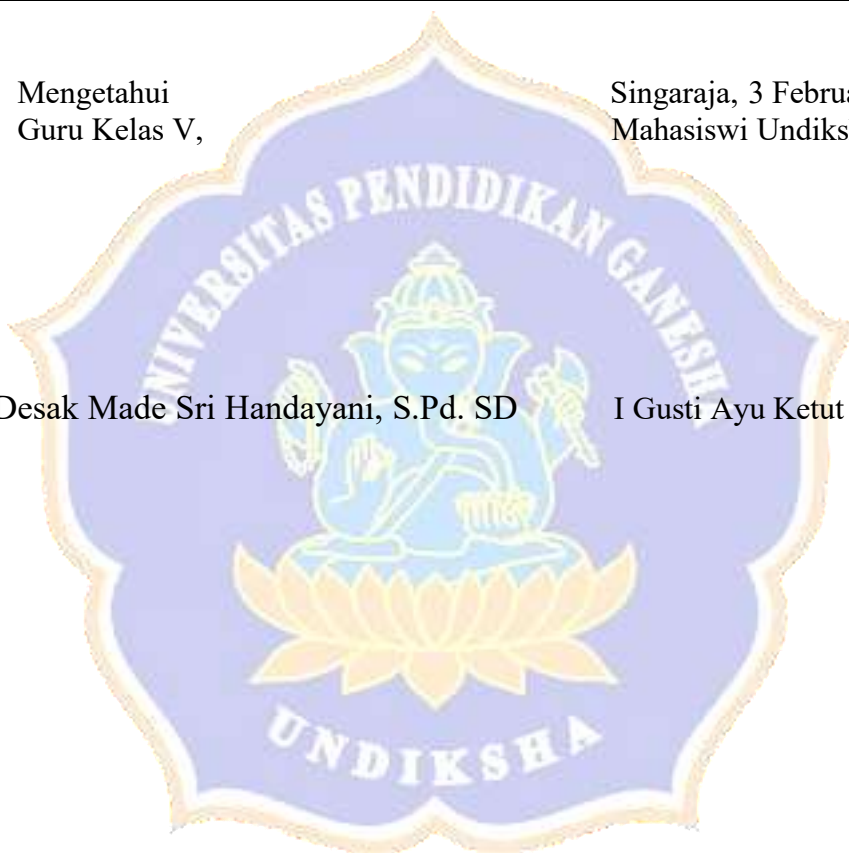 Mengetahui
Guru Kelas V,
Singaraja, 3 Februa
Mahasiswi Undiks
UNIVERSITAS PENDIDIKAN GANESHA
Desak Made Sri Handayani, S.Pd. SD
I Gusti Ayu Ketut
UNDIKSHA